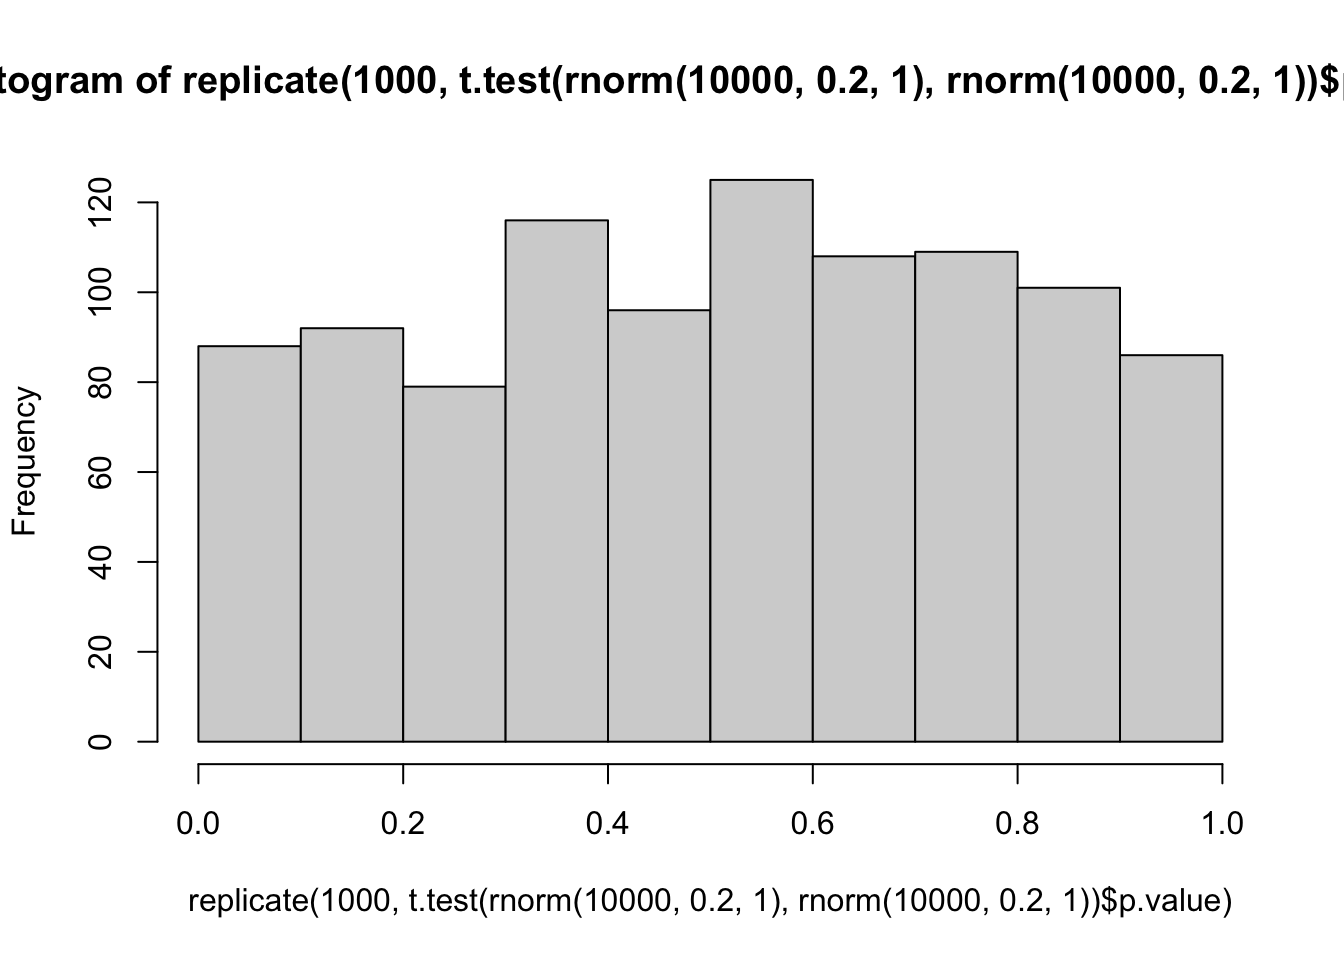 togram of replicate(1000, t.test(rnorm(10000, 0.2, 1), rnorm(10000, 0.2, 1))$p
Frequency
120
100
80
60
40
20
0
0.0 0.2 0.4 0.6 0.8 1.0
replicate(1000, t.test(rnorm(10000, 0.2, 1), rnorm(10000, 0.2, 1))$p.value)